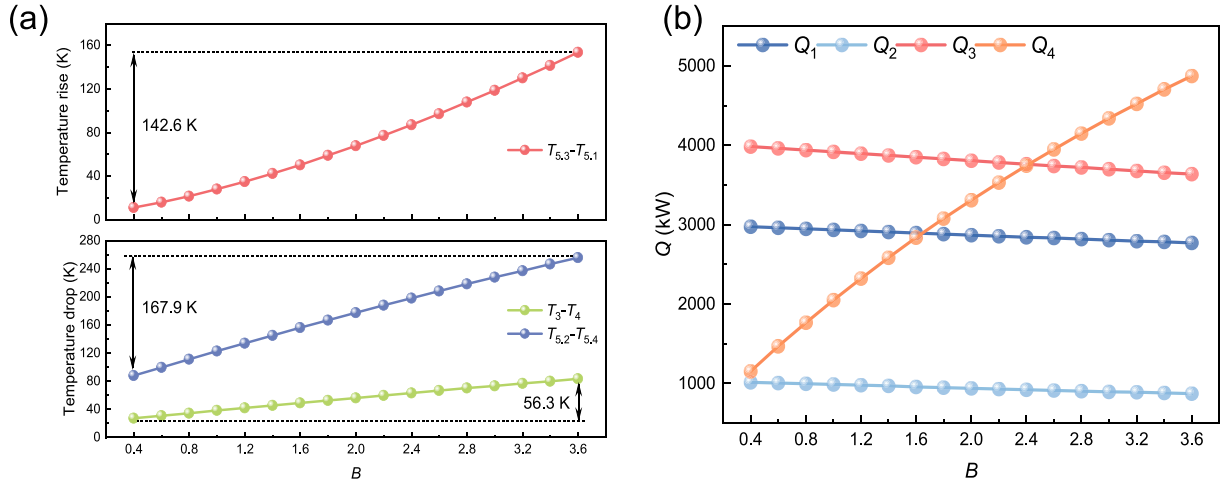 (a)
Temperature rise (K)
160
120
80
40
0
142.6 K
T5.3-T5.1
Temperature drop (K)
280
240
200
160
120
80
40
0
167.9 K
T3-T4
T5.2-T5.4
56.3 K
0.4 0.8 1.2 1.6 2.0 2.4 2.8 3.2 3.6
B
(b)
Q1 Q2 Q3 Q4
Q (kW)
5000
4000
3000
2000
1000
0.4 0.8 1.2 1.6 2.0 2.4 2.8 3.2 3.6
B